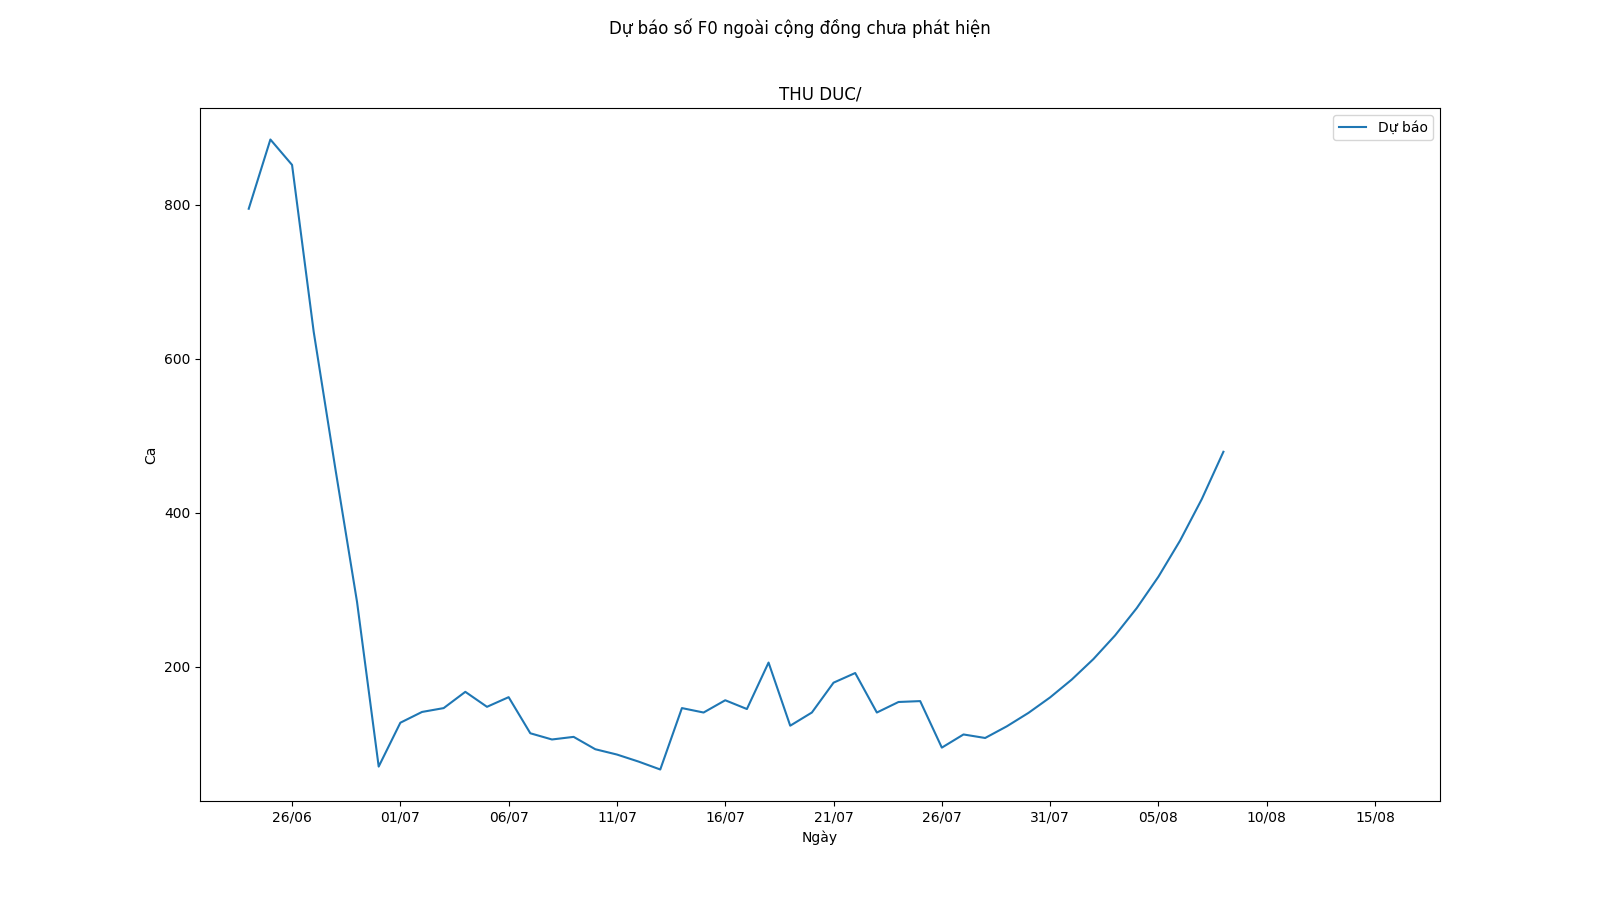 Dự báo số F0 ngoài cộng đồng chưa phát hiện
THU DUC/
Dự báo
800
600
400
200
Ca
26/06 01/07 06/07 11/07 16/07 21/07 26/07 31/07 05/08 10/08 15/08
Ngày